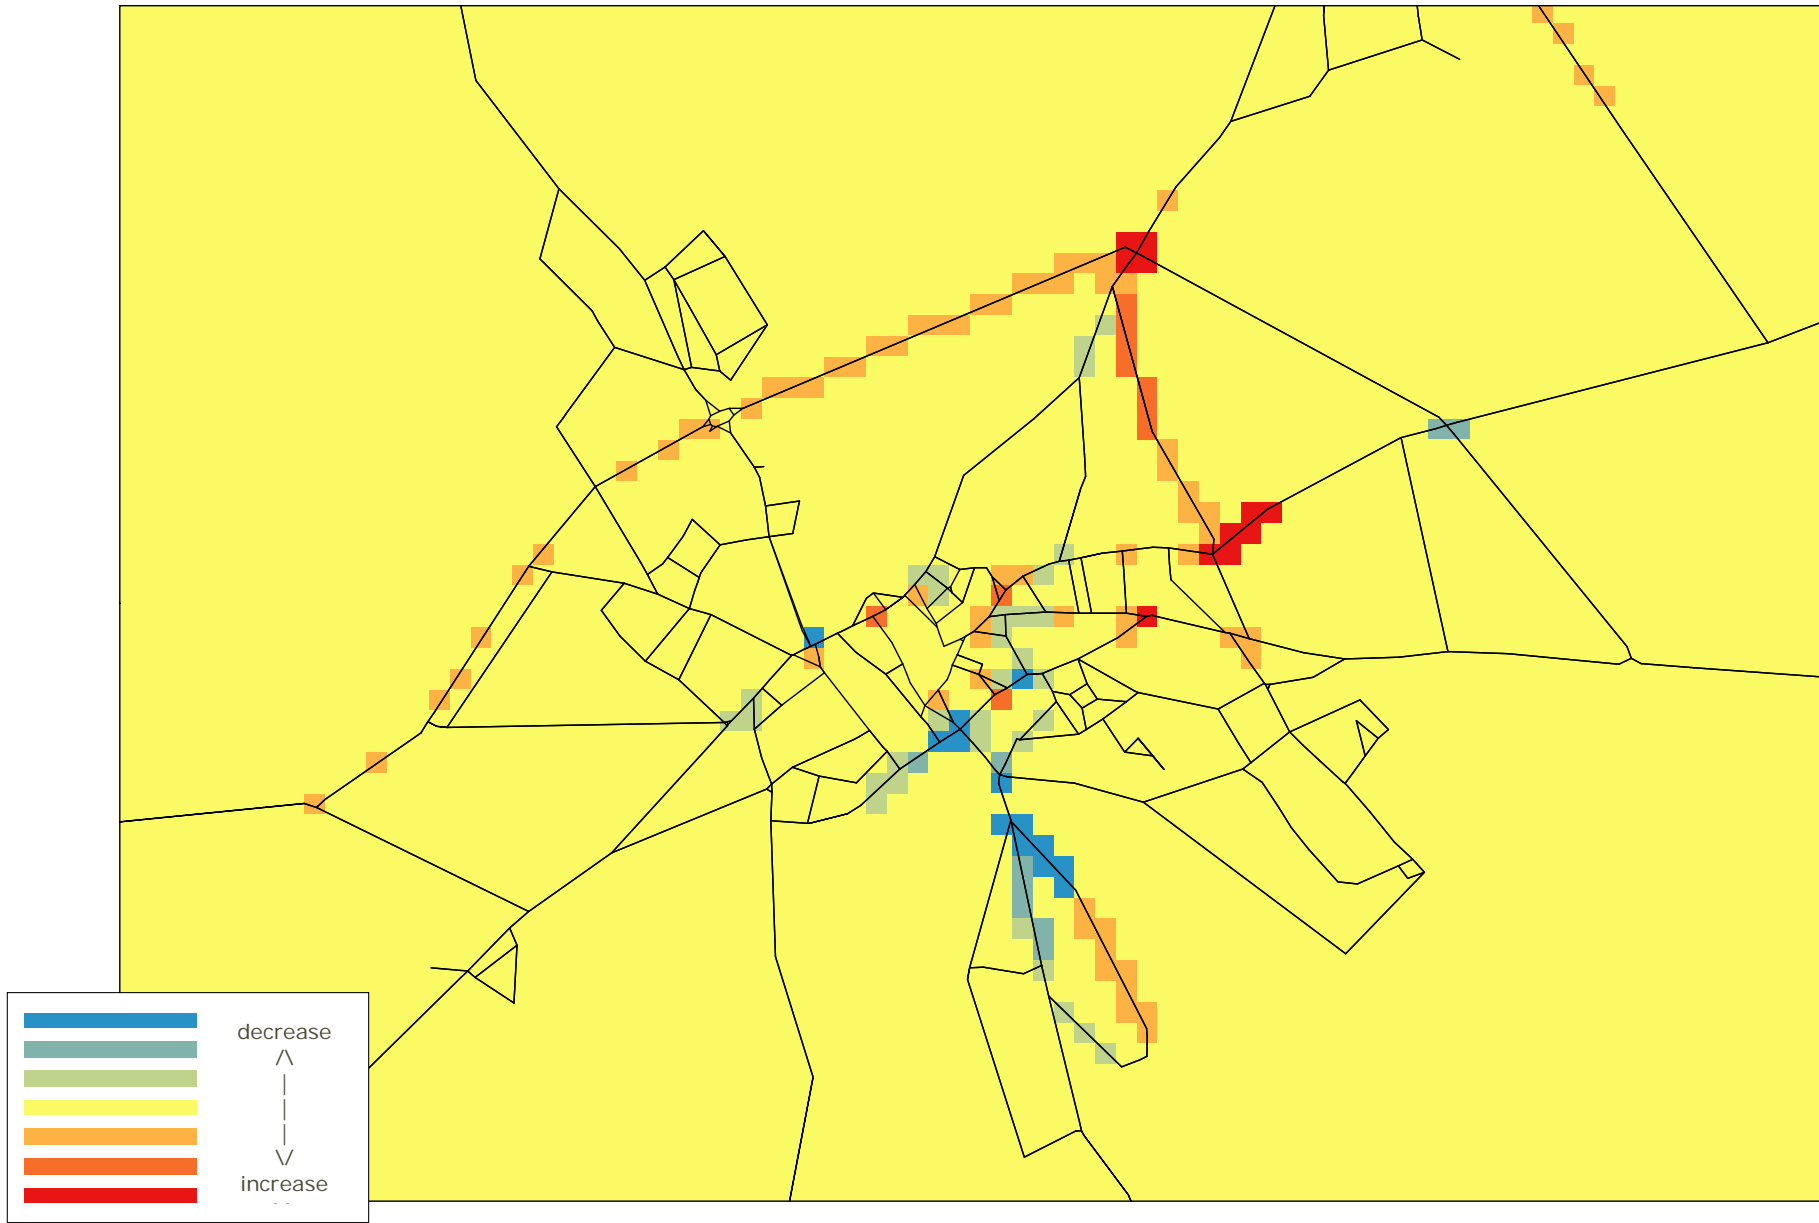 decrease
/\
|
|
|
\/
increase